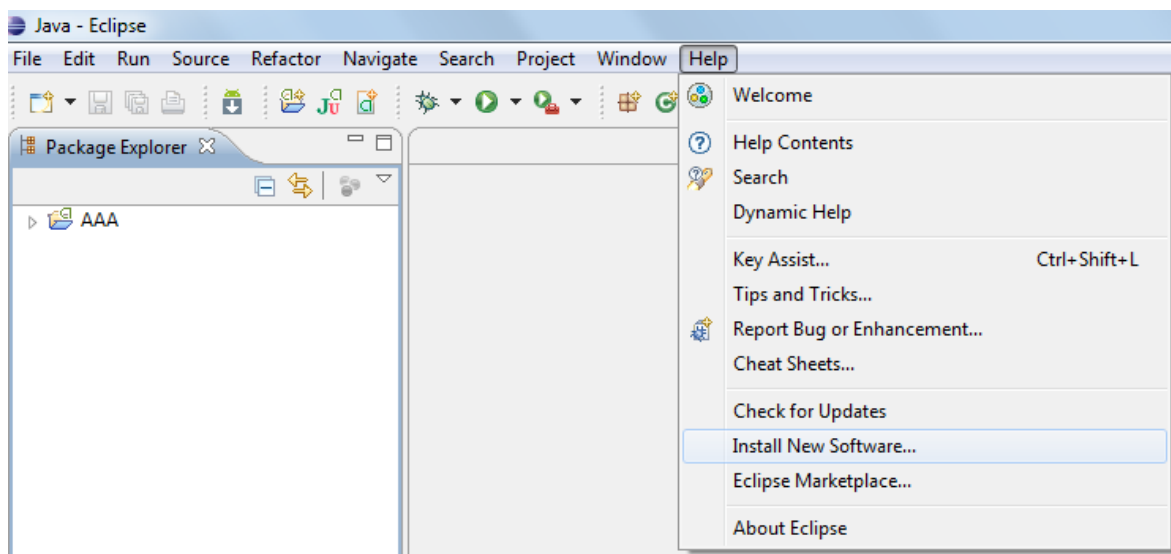 Java - Eclipse
File Edit Run Source Refactor Navigate Search Project Window Help
Package Explorer
AAA
Welcome
Help Contents
Search
Dynamic Help
Key Assist... Ctrl+Shift+L
Tips and Tricks...
Report Bug or Enhancement...
Cheat Sheets...
Check for Updates
Install New Software...
Eclipse Marketplace...
About Eclipse